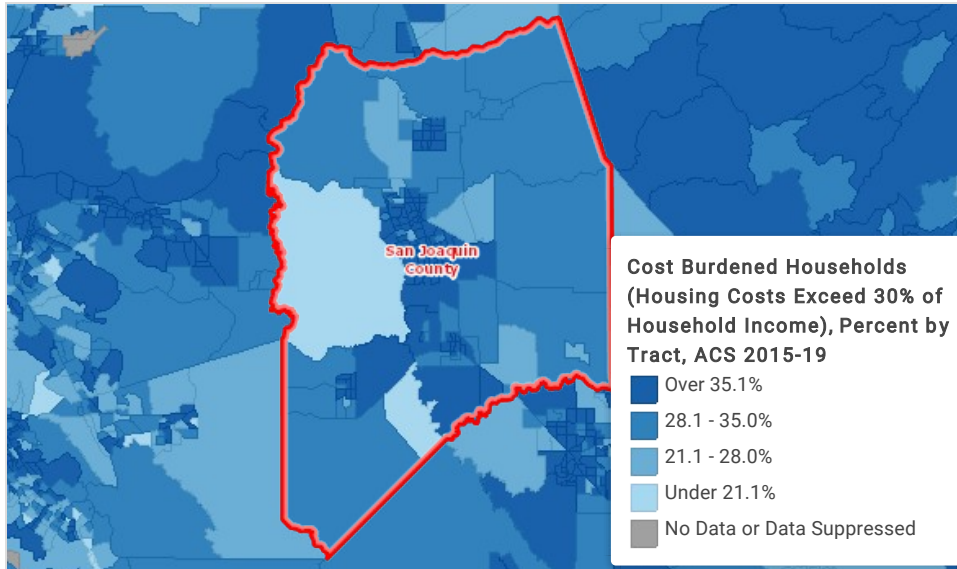 San Joaquin
County
Cost Burdened Households
(Housing Costs Exceed 30% of
Household Income), Percent by
Tract, ACS 2015-19
Over 35.1%
28.1 - 35.0%
21.1 - 28.0%
Under 21.1%
No Data or Data Suppressed